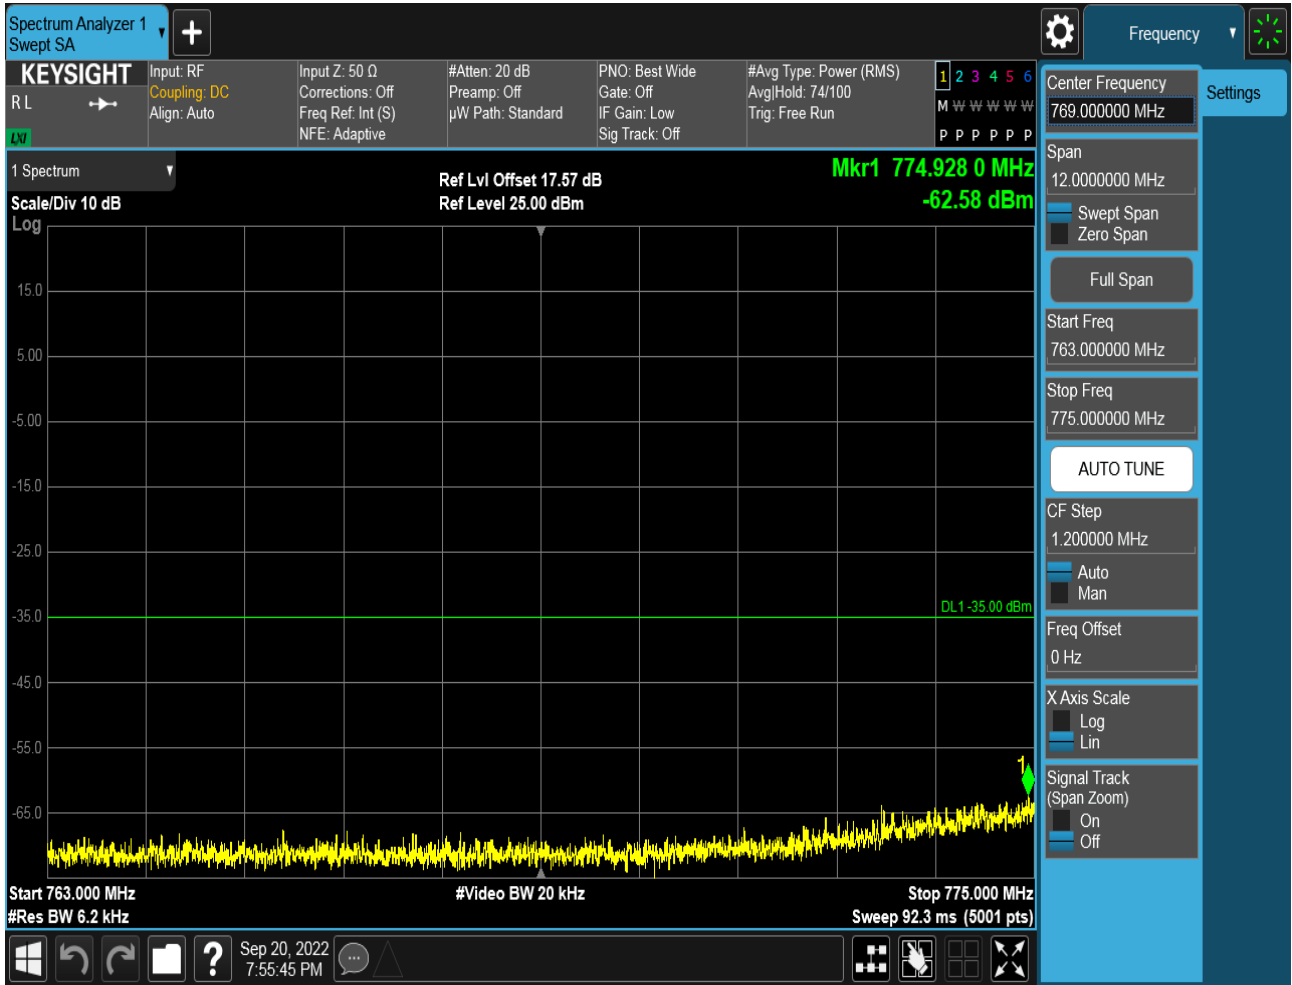 Spectrum Analyzer 1
Swept SA
Frequency
KEYSIGHT
R L
LXI
Input: RF
Coupling: DC
Align: Auto
Input Z: 50 Ω
Corrections: Off
Freq Ref: Int (S)
NFE: Adaptive
#Atten: 20 dB
Preamp: Off
µW Path: Standard
PNO: Best Wide
Gate: Off
IF Gain: Low
Sig Track: Off
#Avg Type: Power (RMS)
Avg|Hold: 74/100
Trig: Free Run
1 2 3 4 5 6
M W W W W W
P P P P P P
Center Frequency
769.000000 MHz
Settings
Span
12.0000000 MHz
Swept Span
Zero Span
Full Span
Start Freq
763.000000 MHz
Stop Freq
775.000000 MHz
AUTO TUNE
CF Step
1.200000 MHz
Auto
Man
Freq Offset
0 Hz
X Axis Scale
Log
Lin
Signal Track
(Span Zoom)
On
Off
1 Spectrum
Scale/Div 10 dB
Log
Ref Lvl Offset 17.57 dB
Ref Level 25.00 dBm
Mkr1 774.928 0 MHz
-62.58 dBm
15.0
5.00
-5.00
-15.0
-25.0
-35.0
DL1 -35.00 dBm
-45.0
-55.0
1
-65.0
Start 763.000 MHz
#Video BW 20 kHz
Stop 775.000 MHz
#Res BW 6.2 kHz
Sweep 92.3 ms (5001 pts)
?
Sep 20, 2022
7:55:45 PM